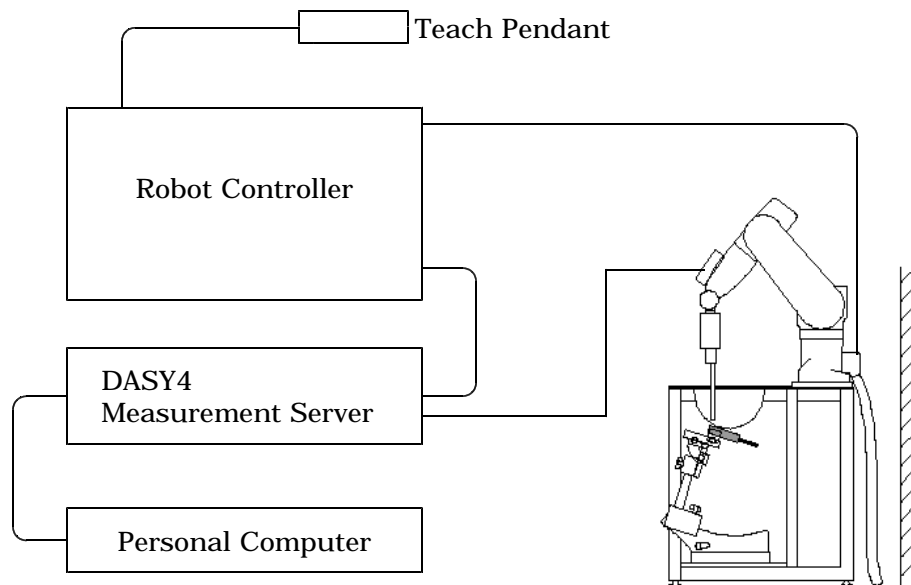 Teach Pendant
Robot Controller
DASY4
Measurement Server
Personal Computer